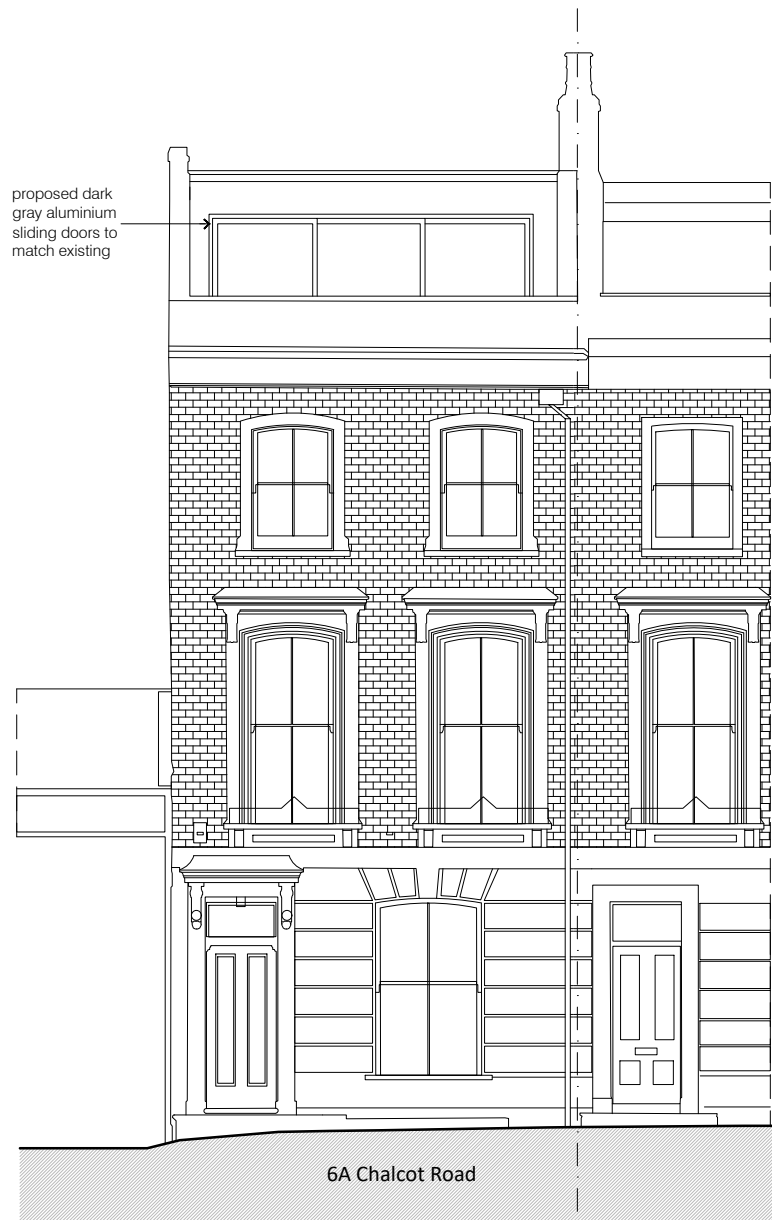 proposed dark
gray aluminium
sliding doors to
match existing
6A Chalcot Road